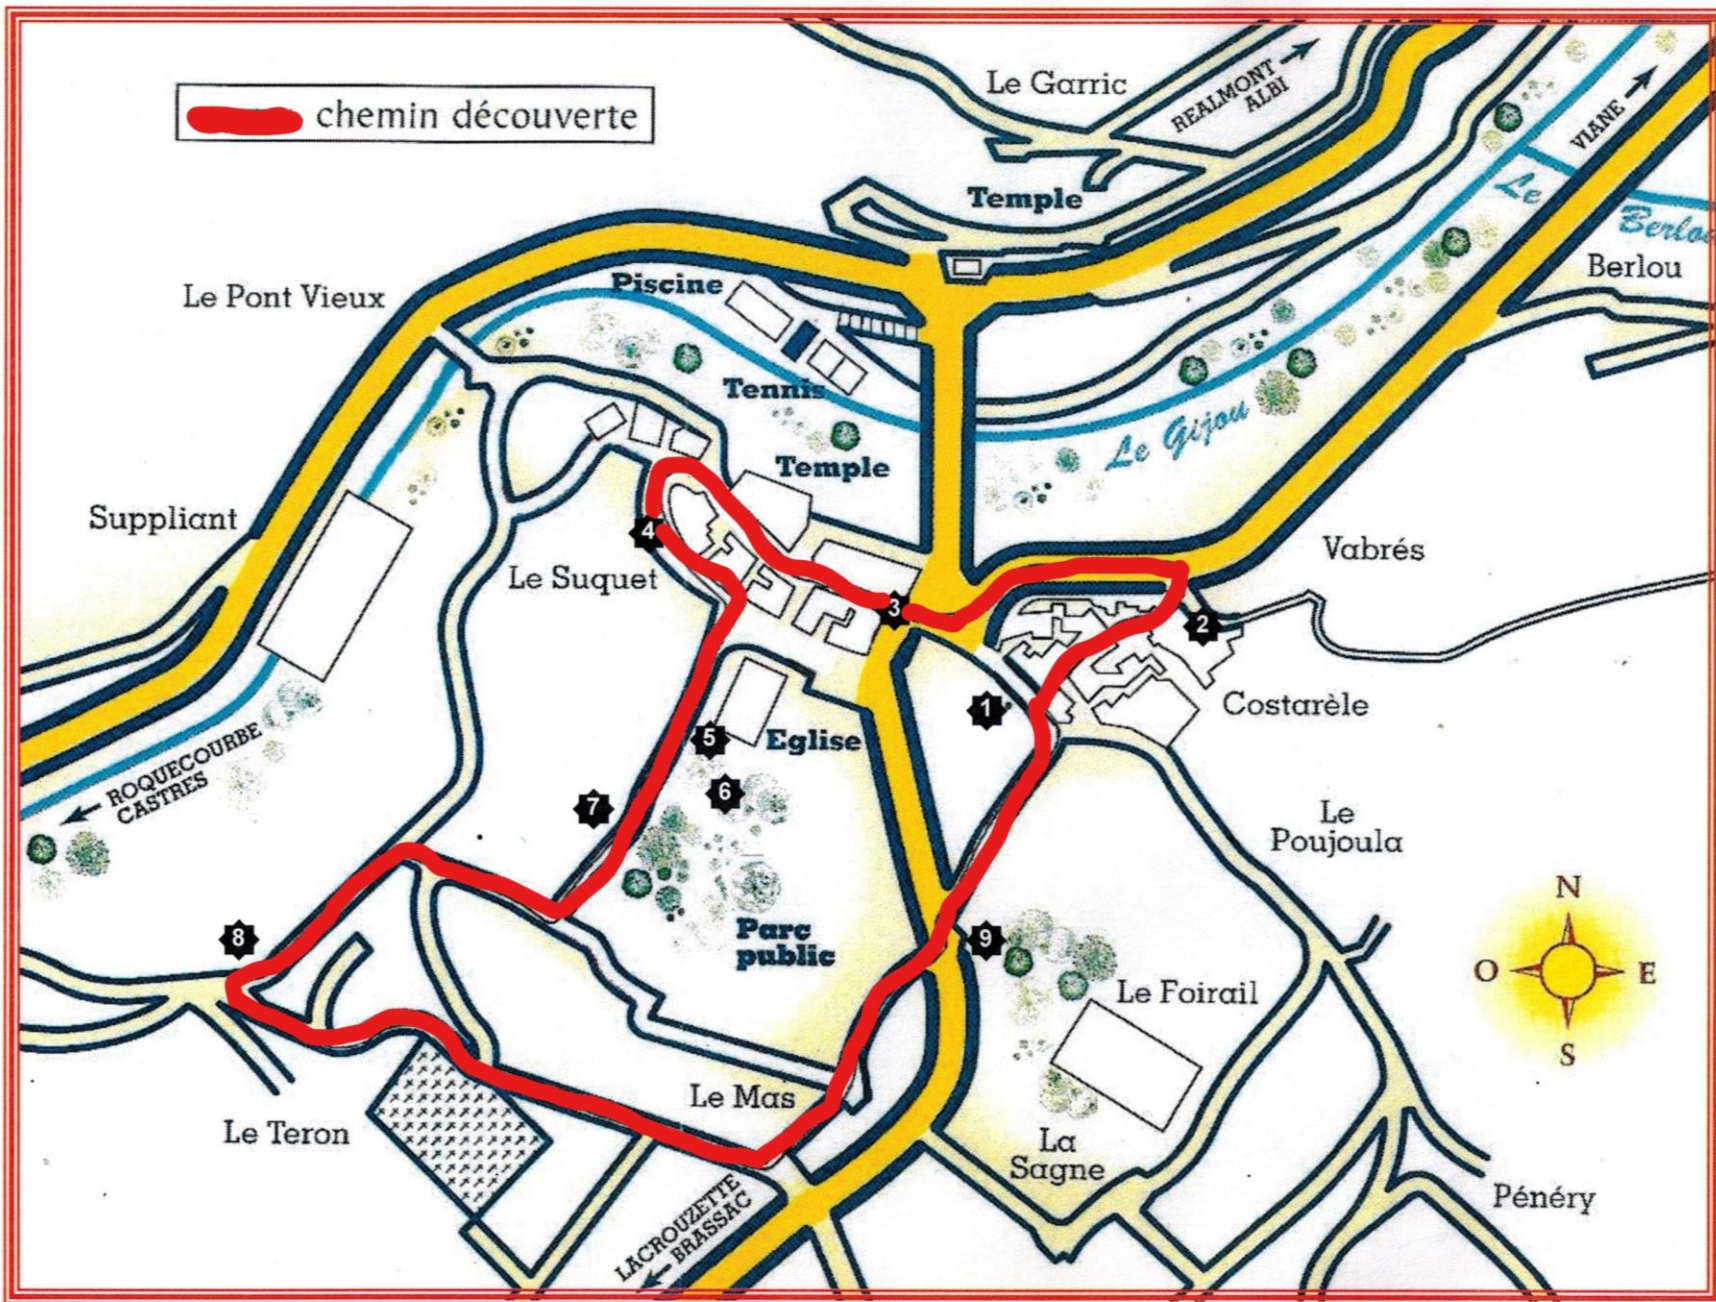 chemin découverte
Le Garric
REALMONT
ALBI
VIANE
Temple
Le
Berlou
Le Pont Vieux
Piscine
Tennis
Le Gijou
Temple
Suppliant
4
Le Suquet
Vabrés
3
2
1
Costarèle
5
Eglise
ROQUECOURBE
CASTRES
6
7
Le
Poujoula
N
8
Parc
public
9
O
E
Le Foirail
S
Le Mas
Le Teron
La
Sagne
LACROUZETTE
BRASSAC
Pénéry